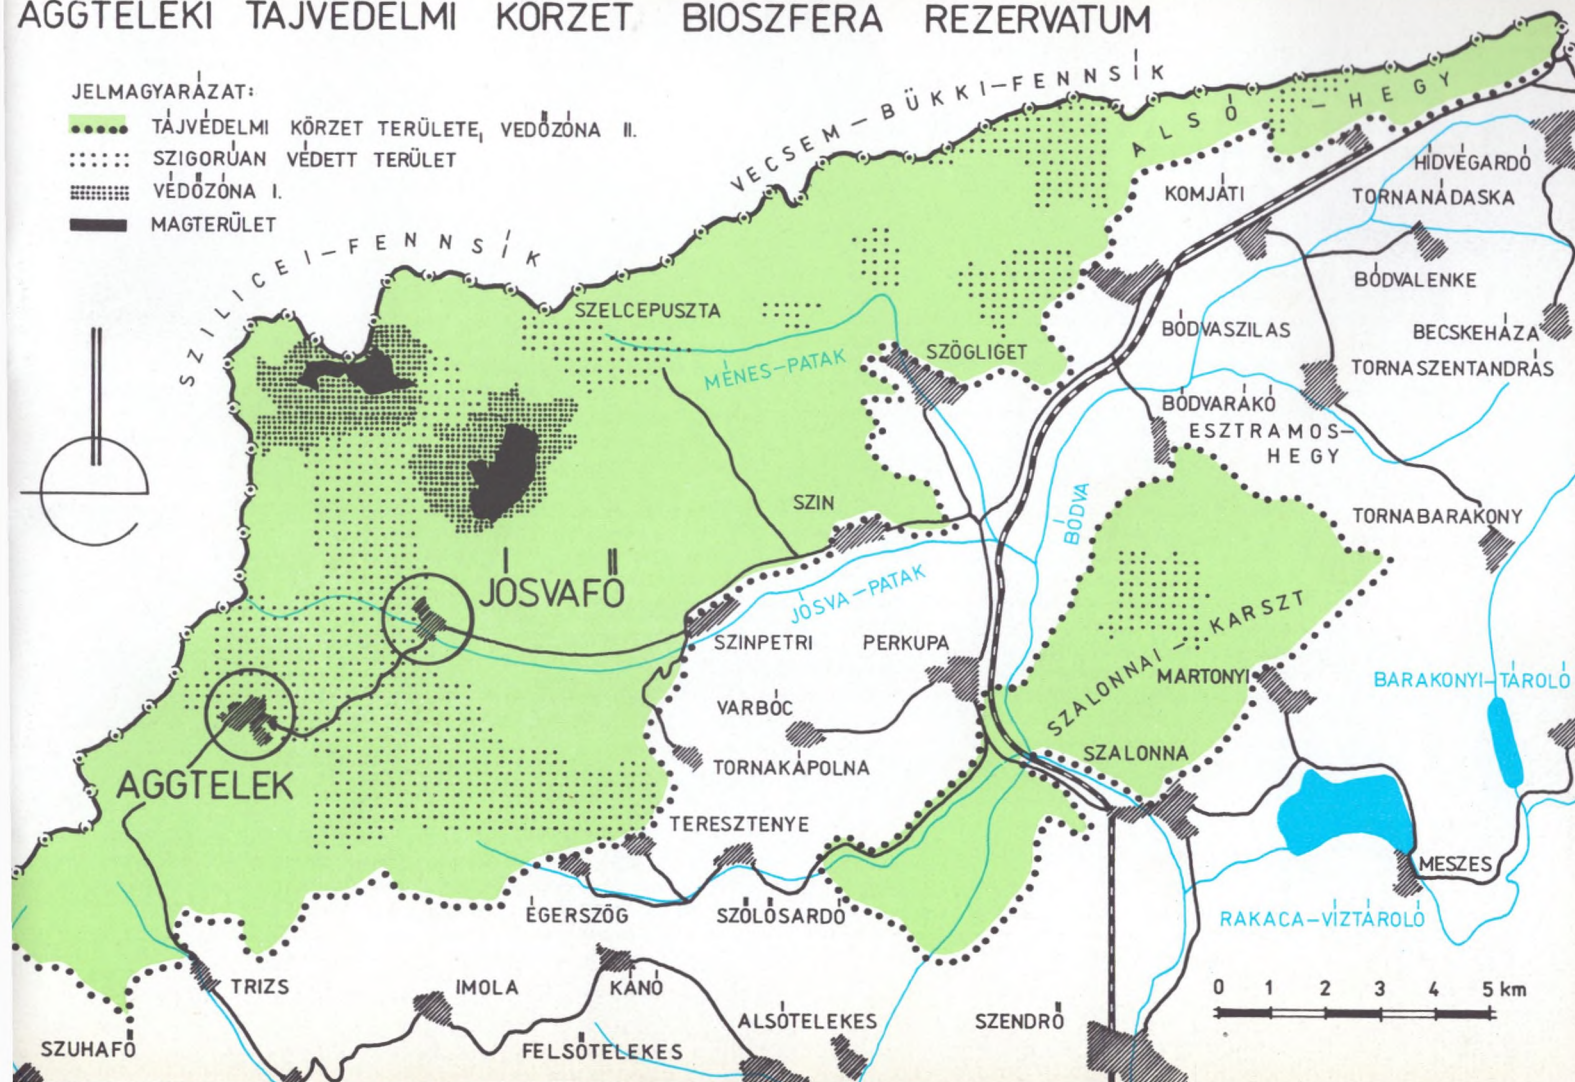 AGGTELEKI TÁJVÉDELMI KÖRZET BIOSZFÉRA REZERVÁTUM
JELMAGYARÁZAT:
TÁJVÉDELMI KÖRZET TERÜLETE, VÉDŐZÓNA II.
SZIGORÚAN VÉDETT TERÜLET
VÉDŐZÓNA I.
MAGTERÜLET
VECSEM-BÜKKI-FENNSÍK
ALSÓ-HEGY
SZILICEI-FENNSÍK
HÍDVÉGARDÓ
KOMJÁTI
TORNANÁDASKA
BÓDVALENKE
SZELCEPUSZTA
BÓDVASZILAS
BECSKEHÁZA
SZÖGLIGET
MÉNES-PATAK
TORNASZENTANDRÁS
BÓDVARÁKÓ
ESZTRAMOS-
HEGY
SZIN
BÓDVA
TORNABARAKONY
JÓSVAFŐ
JÓSVA-PATAK
SZALONNAI-KARSZT
SZINPETRI
PERKUPA
MARTONYI
BARAKONYI-TÁROLÓ
VARBÓC
SZALONNA
TORNAKÁPOLNA
AGGTELEK
TERESZTENYE
MESZES
ÉGERSZÖG
SZŐLŐSARDÓ
RAKACA-VÍZTÁROLÓ
TRIZS
IMOLA
KÁNÓ
0 1 2 3 4 5 km
ALSÓTELEKES
SZENDRŐ
SZUHAFŐ
FELSŐTELEKES